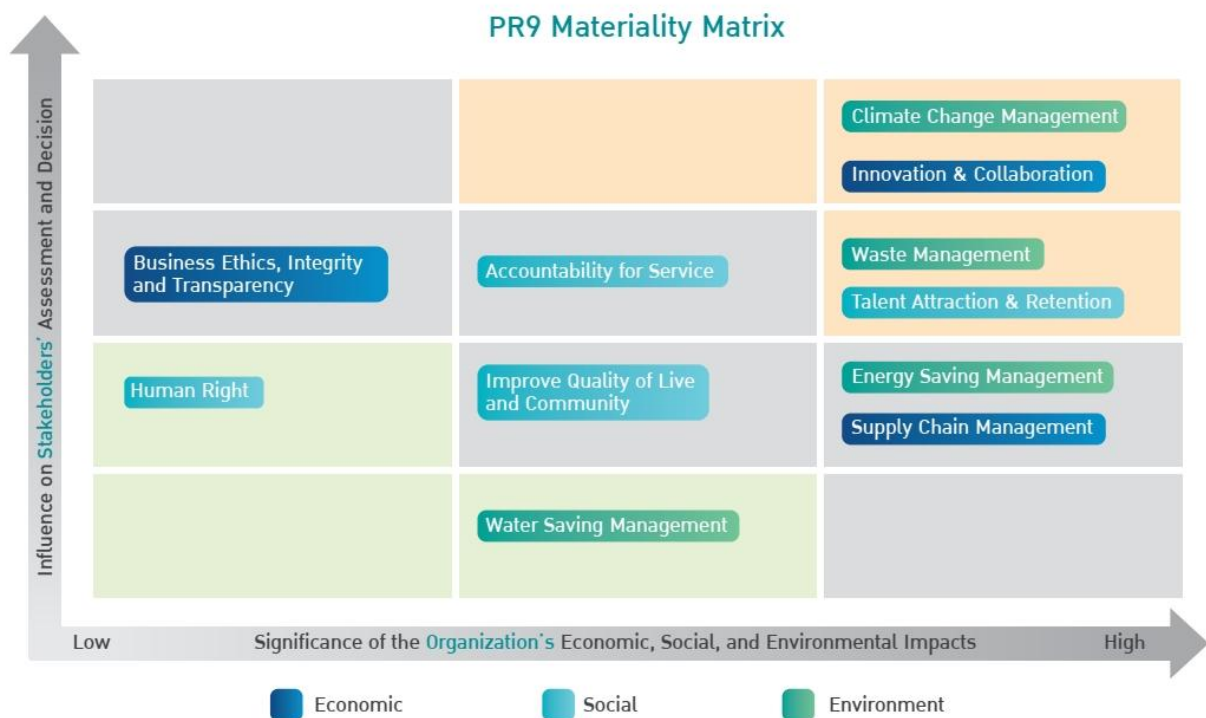 PR9 Materiality Matrix
Influence on Stakeholders' Assessment and Decision
Climate Change Management
Innovation & Collaboration
Business Ethics, Integrity
and Transparency
Accountability for Service
Waste Management
Talent Attraction & Retention
Human Right
Improve Quality of Live
and Community
Energy Saving Management
Supply Chain Management
Water Saving Management
Low
Significance of the Organization's Economic, Social, and Environmental Impacts
High
Economic
Social
Environment